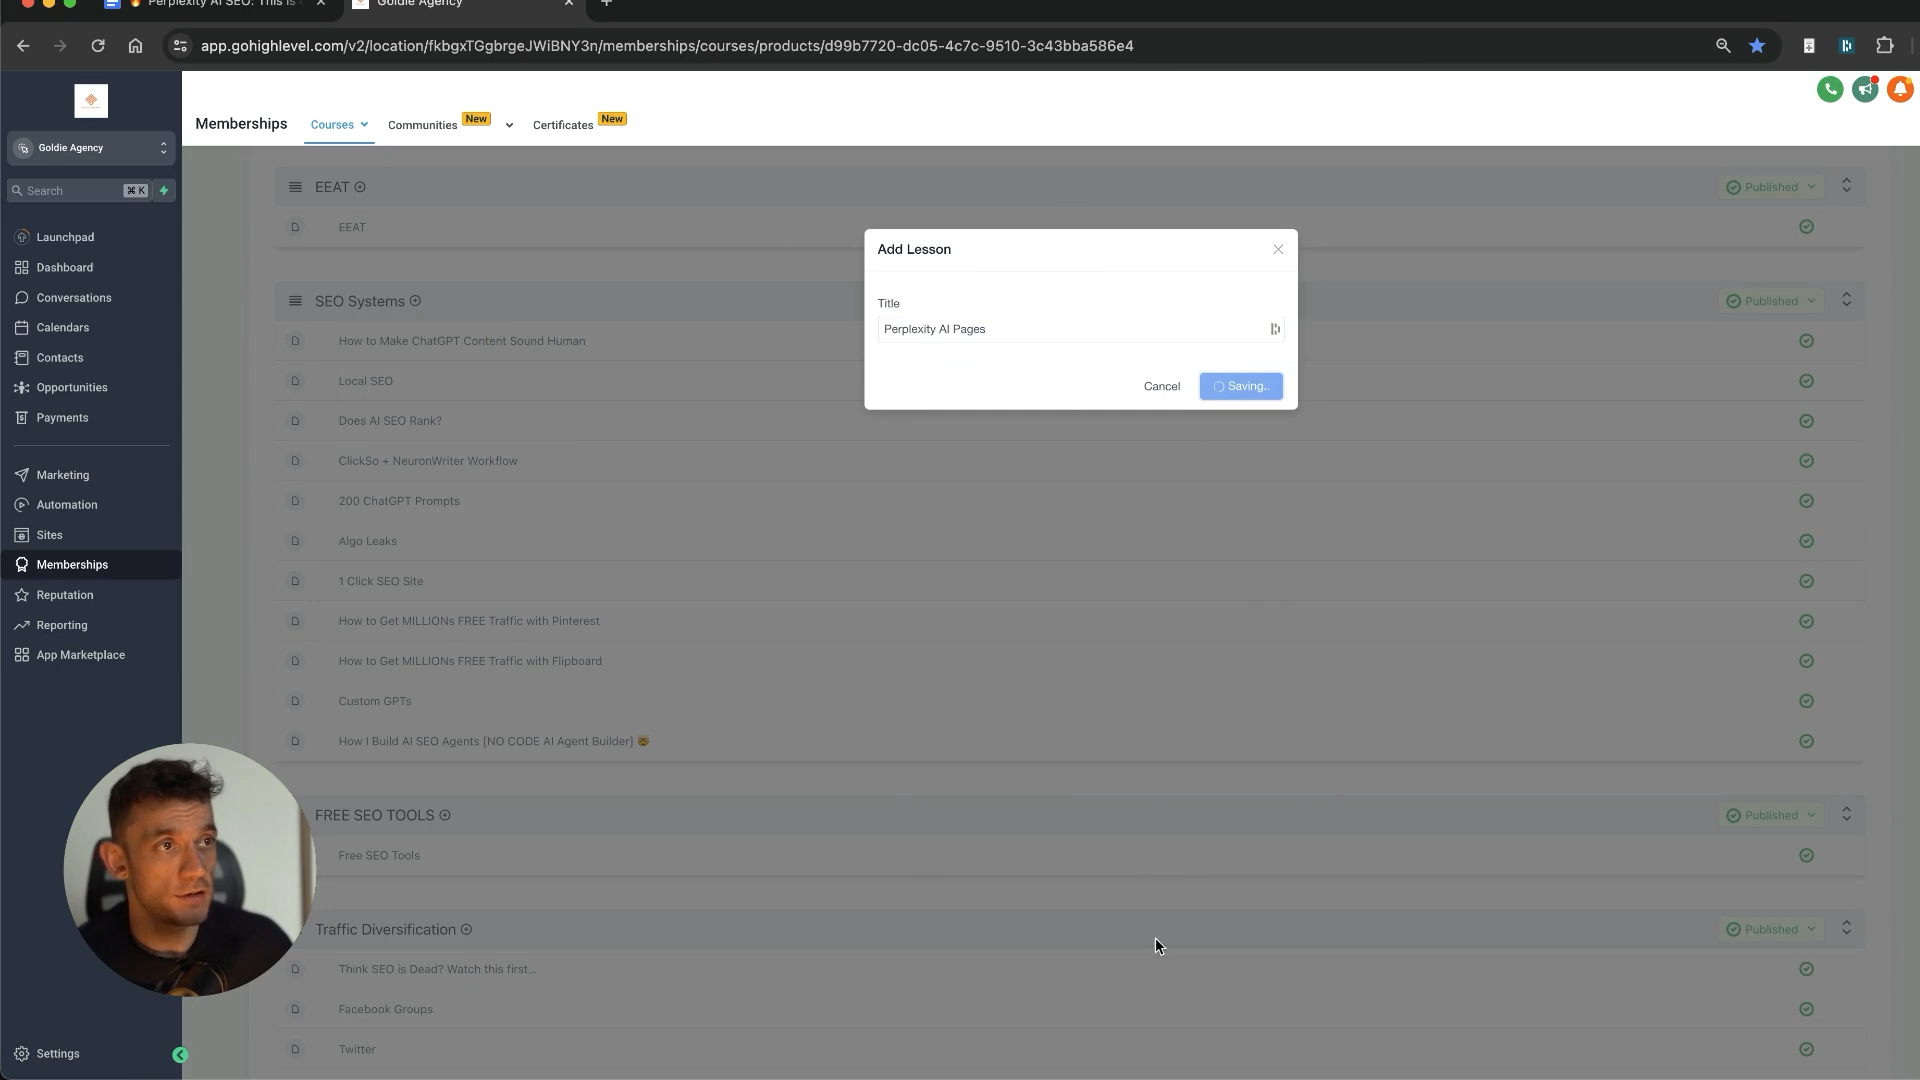 Perplexity AI SEO: This is
Goldie Agency
app.gohighlevel.com/v2/location/fkbgxTGgbrgeJWiBNY3n/memberships/courses/products/d99b7720-dc05-4c7c-9510-3c43bba586e4
Memberships
Courses
Communities
New
Certificates
New
Goldie Agency
Search
⌘ K
Launchpad
Dashboard
Conversations
Calendars
Contacts
Opportunities
Payments
Marketing
Automation
Sites
Memberships
Reputation
Reporting
App Marketplace
Settings
EEAT
Published
EEAT
SEO Systems
Published
How to Make ChatGPT Content Sound Human
Local SEO
Does AI SEO Rank?
ClickSo + NeuronWriter Workflow
200 ChatGPT Prompts
Algo Leaks
1 Click SEO Site
How to Get MILLIONs FREE Traffic with Pinterest
How to Get MILLIONs FREE Traffic with Flipboard
Custom GPTs
How I Build AI SEO Agents [NO CODE AI Agent Builder] 🤯
FREE SEO TOOLS
Published
Free SEO Tools
Traffic Diversification
Published
Think SEO is Dead? Watch this first...
Facebook Groups
Twitter
Add Lesson
Title
Perplexity AI Pages
Cancel
Saving..